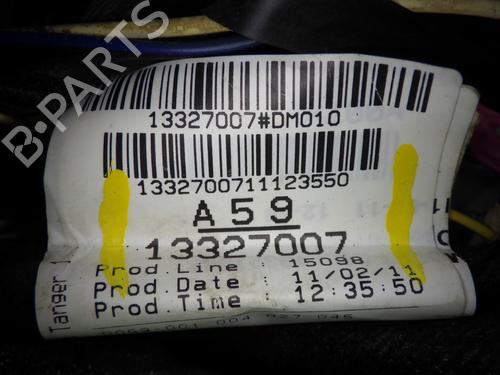 B-PARTS
13327007#DM010
1332700711123550
A59
13327007
Prod.Line : 15098
Prod.Date : 11/02/11
Prod.Time : 12:35:50
Tanger 1